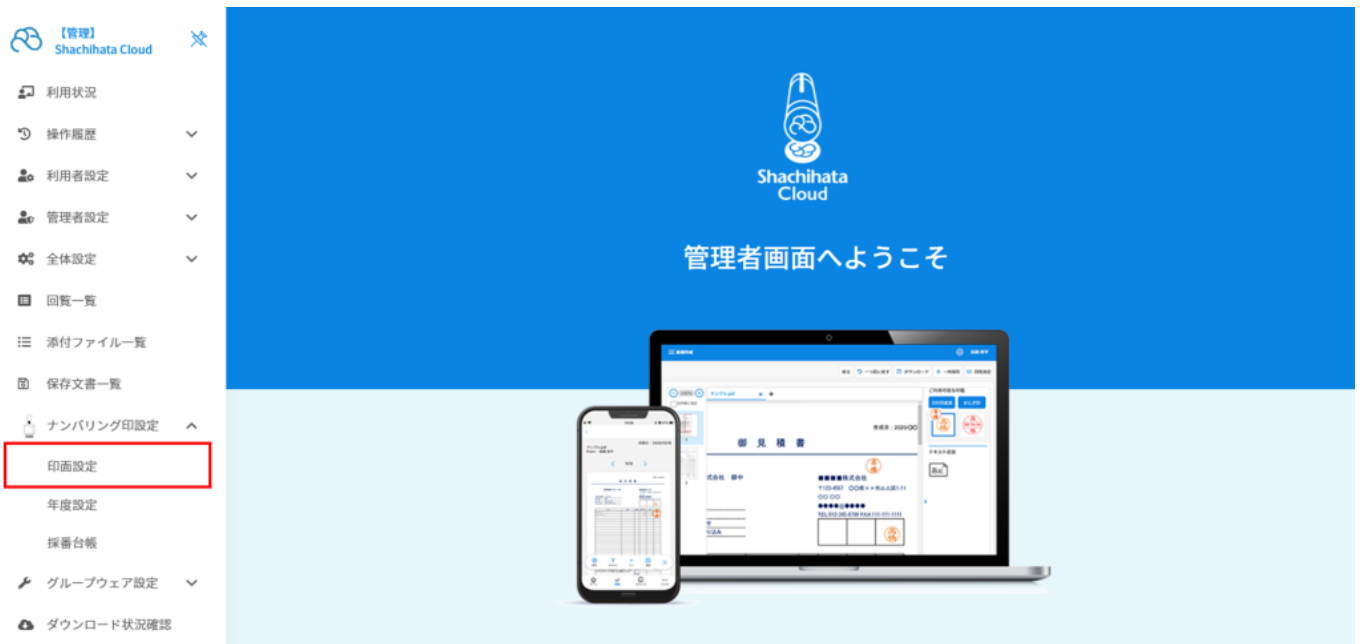 【管理】
Shachihata Cloud
利用状況
操作履歴
利用者設定
管理者設定
全体設定
回覧一覧
添付ファイル一覧
保存文書一覧
ナンバリング印設定
印面設定
年度設定
採番台帳
グループウェア設定
ダウンロード状況確認
Shachihata
Cloud
管理者画面へようこそ
御見積書